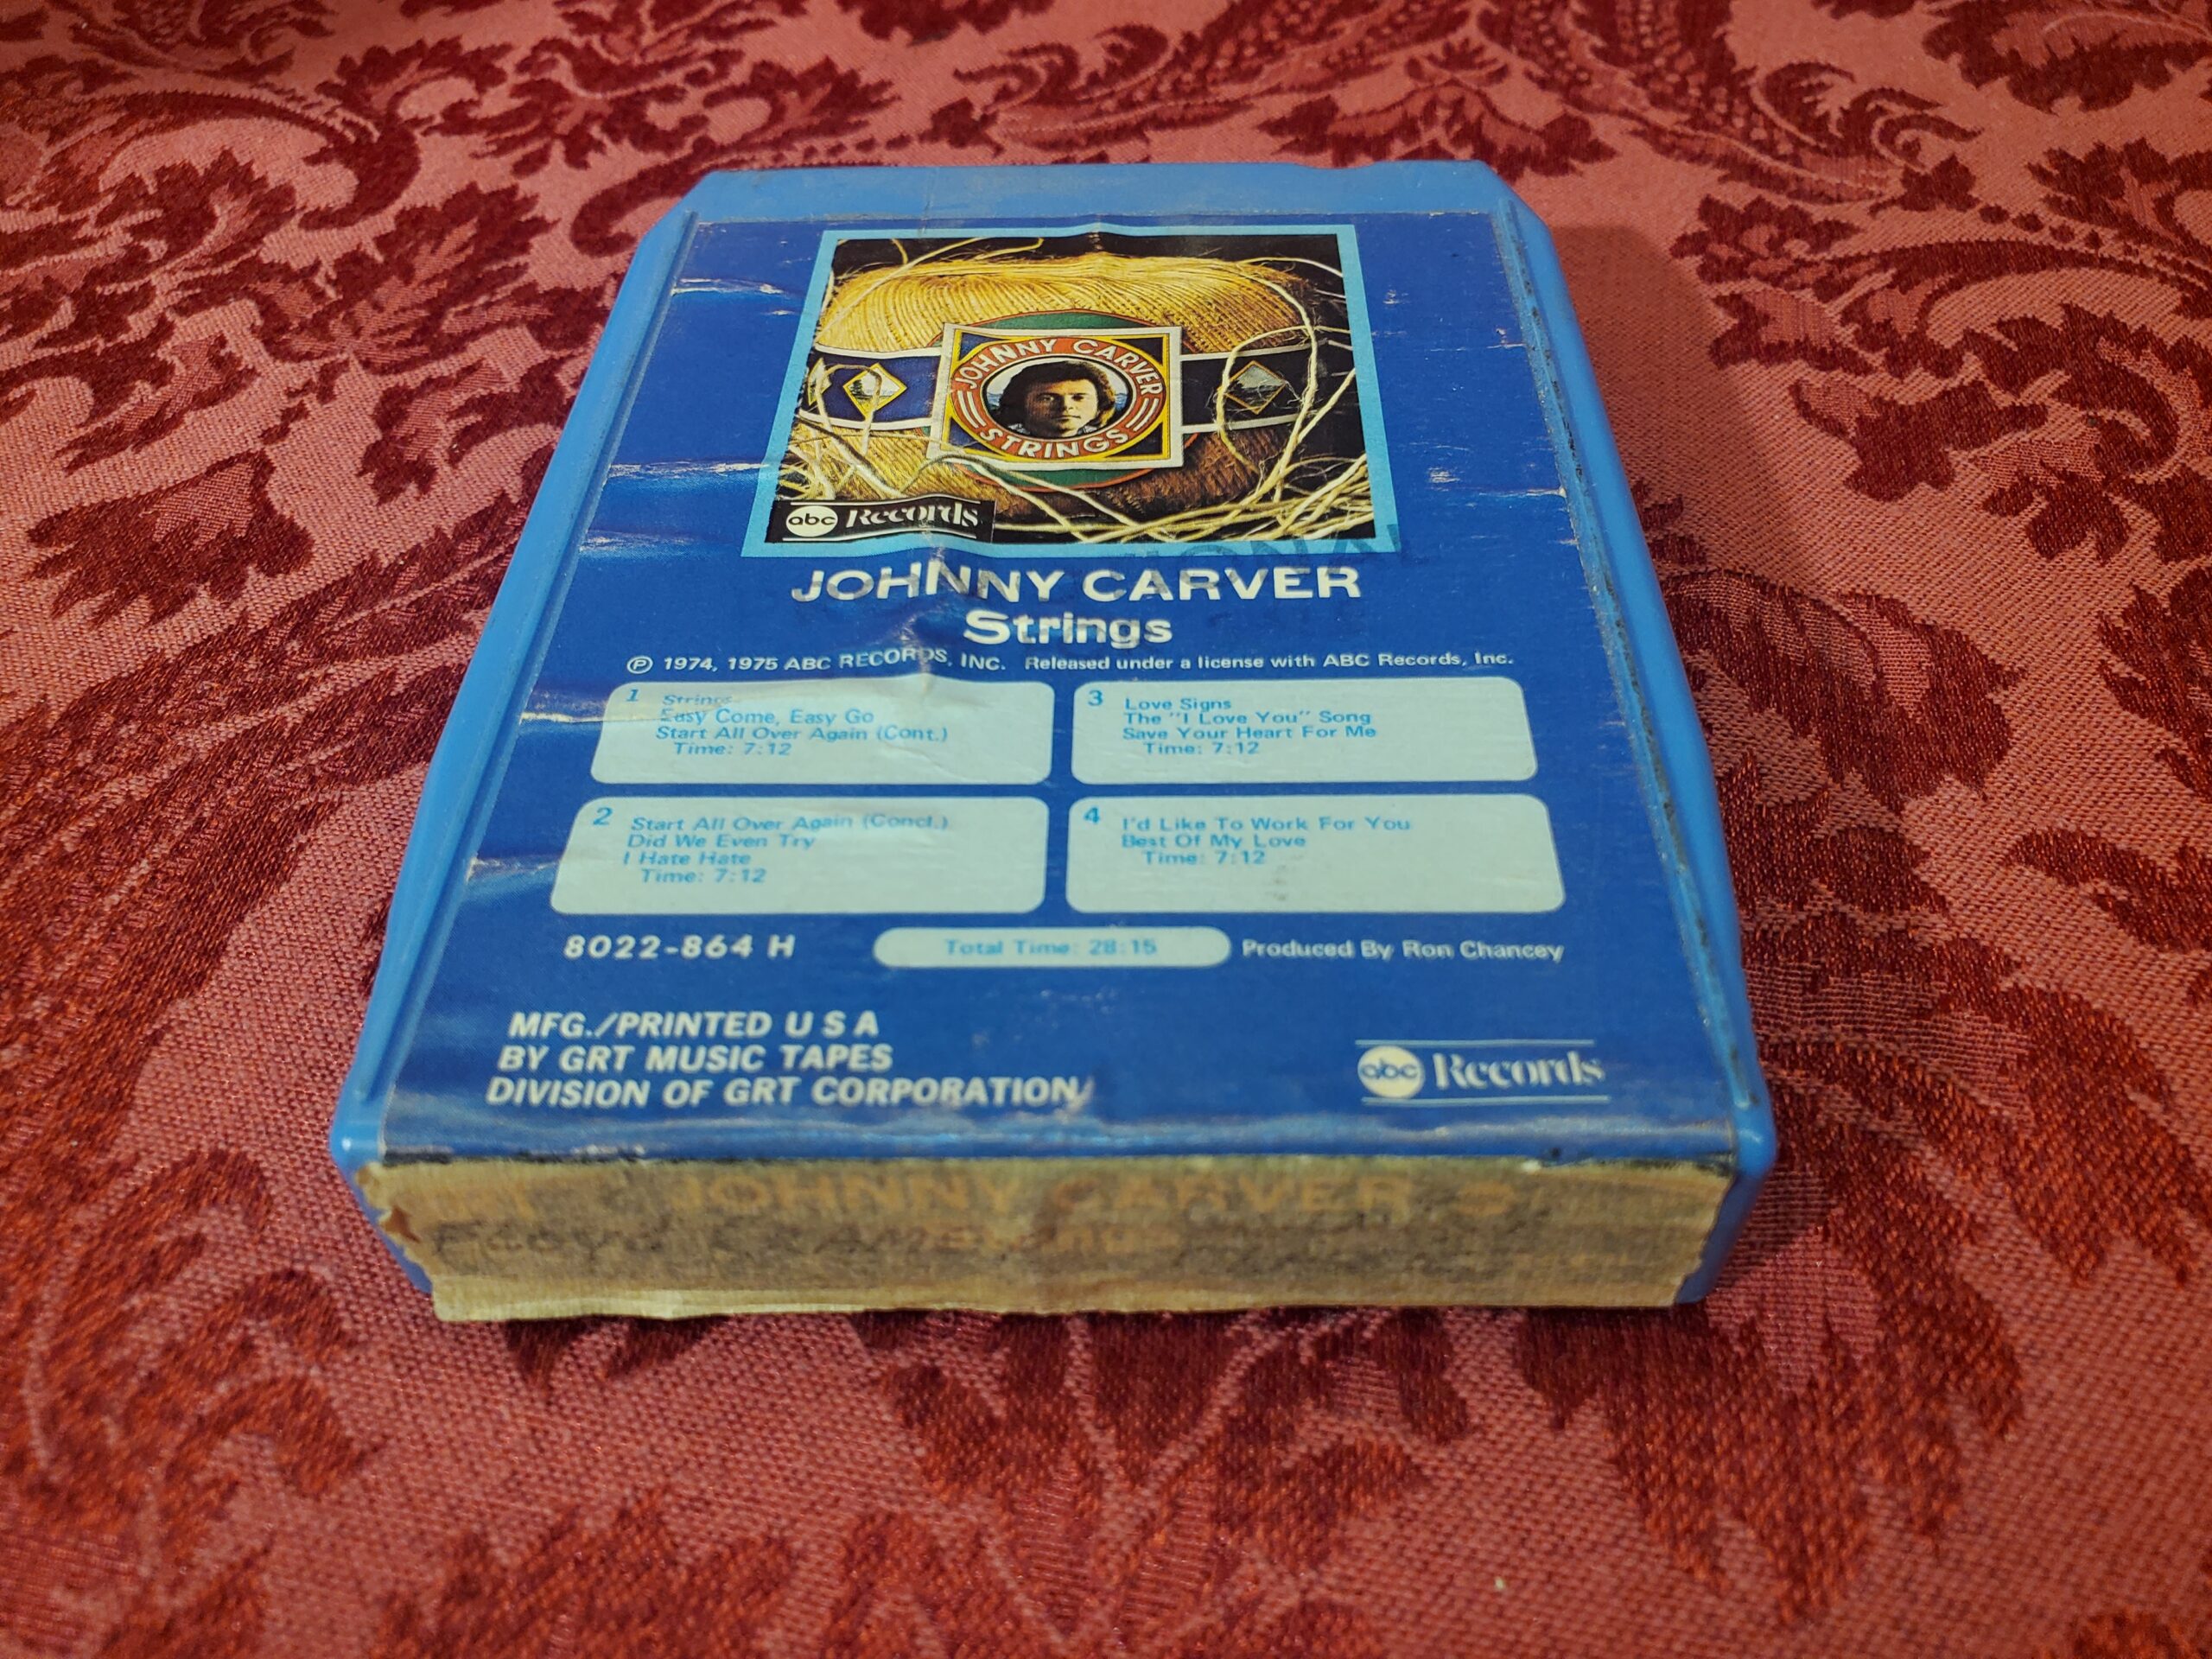 JOHNNY CARVER
STRINGS
abc Records
JOHNNY CARVER
Strings
℗ 1974, 1975 ABC RECORDS, INC. Released under a license with ABC Records, Inc.
1 Strings
Easy Come, Easy Go
Start All Over Again (Cont.)
Time: 7:12
2 Start All Over Again (Concl.)
Did We Even Try
I Hate Hate
Time: 7:12
3 Love Signs
The "I Love You" Song
Save Your Heart For Me
Time: 7:12
4 I'd Like To Work For You
Best Of My Love
Time: 7:12
8022-864 H
Total Time: 28:15
Produced By Ron Chancey
MFG./PRINTED U S A
BY GRT MUSIC TAPES
DIVISION OF GRT CORPORATION
abc Records
JOHNNY CARVER
Strings